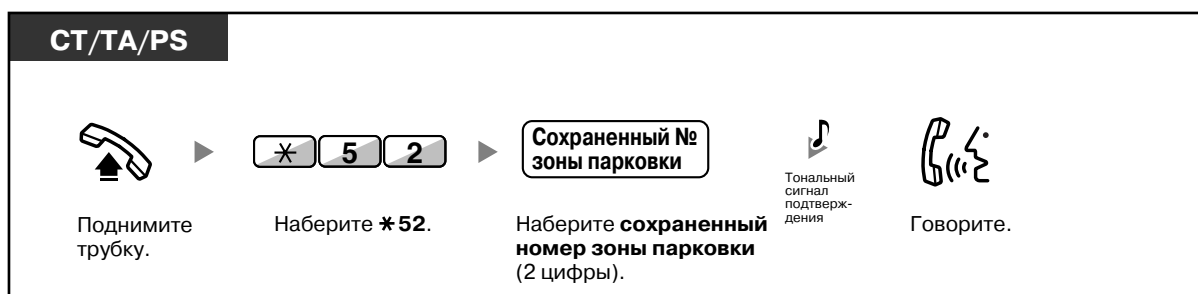 CT/TA/PS
✳ 5 2
Сохраненный №
зоны парковки
Тональный
сигнал
подтверж-
дения
Поднимите
трубку.
Наберите ✳52.
Наберите сохраненный
номер зоны парковки
(2 цифры).
Говорите.